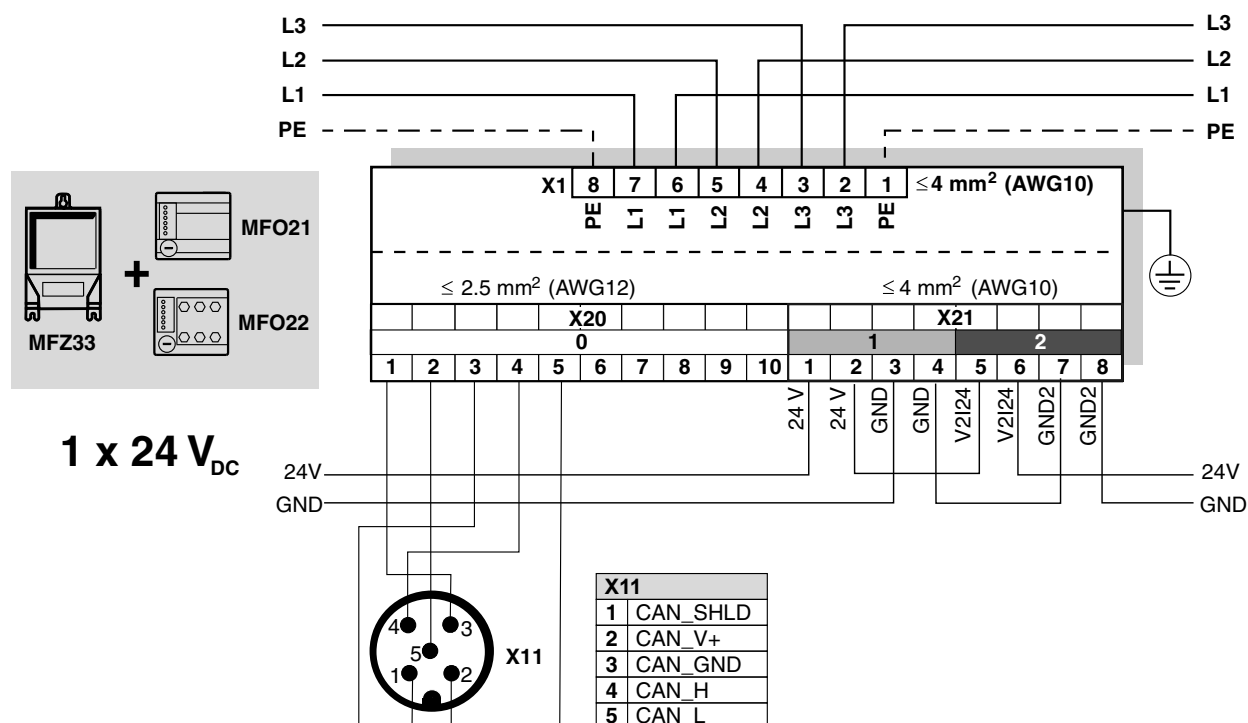 L3 L3
L2 L2
L1 L1
PE PE
X1 8 7 6 5 4 3 2 1 ≤4 mm² (AWG10)
PE L1 L1 L2 L2 L3 L3 PE
MFO21
+
MFO22
MFZ33
≤ 2.5 mm² (AWG12) ≤ 4 mm² (AWG10)
X20 X21
0 1 2
1 2 3 4 5 6 7 8 9 10 1 2 3 4 5 6 7 8
24 V 24 V GND GND V2I24 V2I24 GND2 GND2
1 x 24 VDC
24V 24V
GND GND
4 3
5
1 2
X11
X11
1 CAN_SHLD
2 CAN_V+
3 CAN_GND
4 CAN_H
5 CAN_L